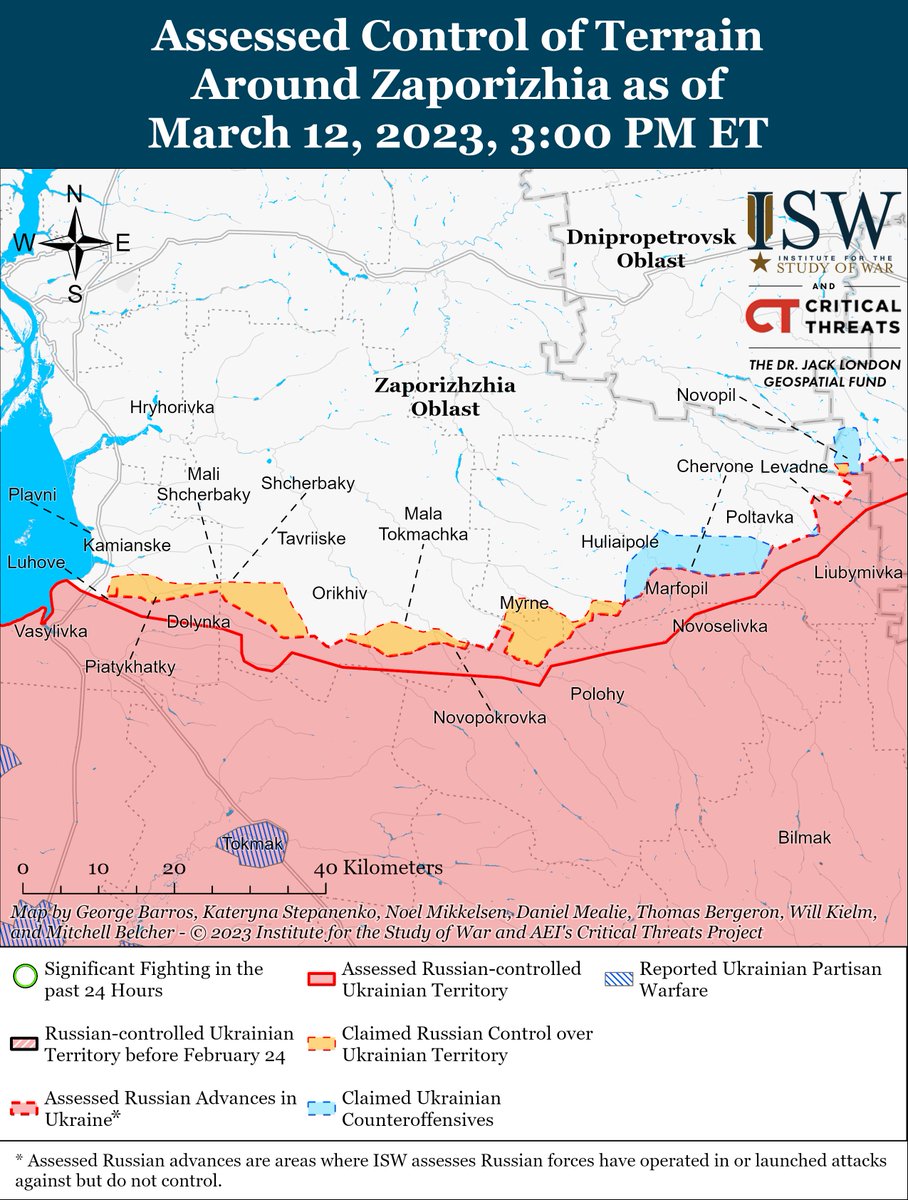 Assessed Control of Terrain
Around Zaporizhia as of
March 12, 2023, 3:00 PM ET
N
W
E
S
ISW
INSTITUTE FOR THE
STUDY OF WAR
AND
CT CRITICAL
THREATS
THE DR. JACK LONDON
GEOSPATIAL FUND
Dnipropetrovsk
Oblast
Zaporizhzhia
Oblast
Novopil
Hryhorivka
Mali
Shcherbaky
Shcherbaky
Chervone
Levadne
Plavni
Mala
Tokmachka
Poltavka
Kamianske
Tavriiske
Huliaipole
Luhove
Liubymivka
Orikhiv
Marfopil
Myrne
Vasylivka
Dolynka
Novoselivka
Piatykhatky
Polohy
Novopokrovka
Tokmak
Bilmak
0 10 20 40 Kilometers
Map by George Barros, Kateryna Stepanenko, Noel Mikkelsen, Daniel Mealie, Thomas Bergeron, Will Kielm,
and Mitchell Belcher - © 2023 Institute for the Study of War and AEI's Critical Threats Project
Significant Fighting in the
past 24 Hours
Assessed Russian-controlled
Ukrainian Territory
Reported Ukrainian Partisan
Warfare
Russian-controlled Ukrainian
Territory before February 24
Claimed Russian Control over
Ukrainian Territory
Assessed Russian Advances in
Ukraine*
Claimed Ukrainian
Counteroffensives
* Assessed Russian advances are areas where ISW assesses Russian forces have operated in or launched attacks
against but do not control.